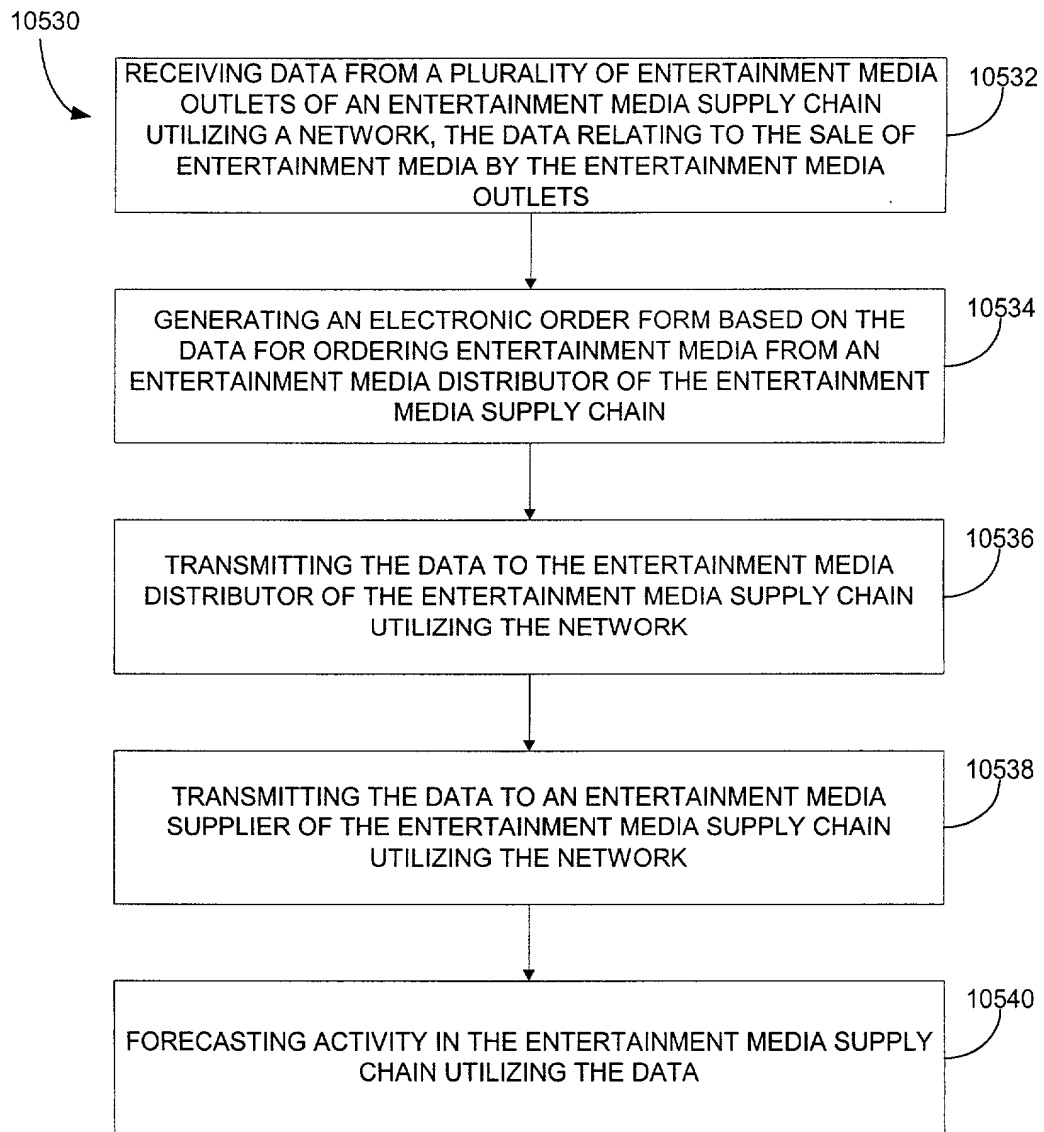 10530
RECEIVING DATA FROM A PLURALITY OF ENTERTAINMENT MEDIA
OUTLETS OF AN ENTERTAINMENT MEDIA SUPPLY CHAIN
UTILIZING A NETWORK, THE DATA RELATING TO THE SALE OF
ENTERTAINMENT MEDIA BY THE ENTERTAINMENT MEDIA
OUTLETS
10532
GENERATING AN ELECTRONIC ORDER FORM BASED ON THE
DATA FOR ORDERING ENTERTAINMENT MEDIA FROM AN
ENTERTAINMENT MEDIA DISTRIBUTOR OF THE ENTERTAINMENT
MEDIA SUPPLY CHAIN
10534
TRANSMITTING THE DATA TO THE ENTERTAINMENT MEDIA
DISTRIBUTOR OF THE ENTERTAINMENT MEDIA SUPPLY CHAIN
UTILIZING THE NETWORK
10536
TRANSMITTING THE DATA TO AN ENTERTAINMENT MEDIA
SUPPLIER OF THE ENTERTAINMENT MEDIA SUPPLY CHAIN
UTILIZING THE NETWORK
10538
FORECASTING ACTIVITY IN THE ENTERTAINMENT MEDIA SUPPLY
CHAIN UTILIZING THE DATA
10540